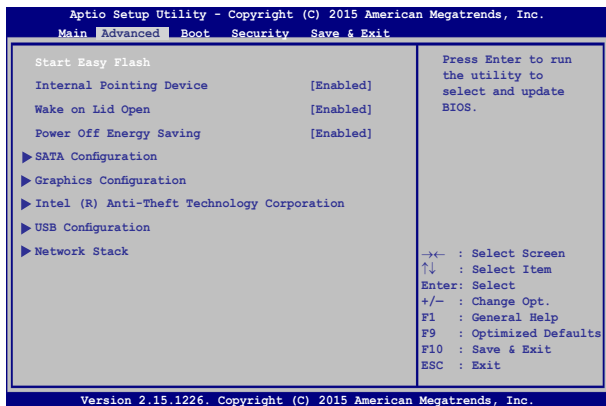 Aptio Setup Utility - Copyright (C) 2015 American Megatrends, Inc.
Main Advanced Boot Security Save & Exit
Start Easy Flash
Internal Pointing Device [Enabled]
Wake on Lid Open [Enabled]
Power Off Energy Saving [Enabled]
SATA Configuration
Graphics Configuration
Intel (R) Anti-Theft Technology Corporation
USB Configuration
Network Stack
Press Enter to run
the utility to
select and update
BIOS.
→← : Select Screen
↑↓ : Select Item
Enter: Select
+/— : Change Opt.
F1 : General Help
F9 : Optimized Defaults
F10 : Save & Exit
ESC : Exit
Version 2.15.1226. Copyright (C) 2015 American Megatrends, Inc.